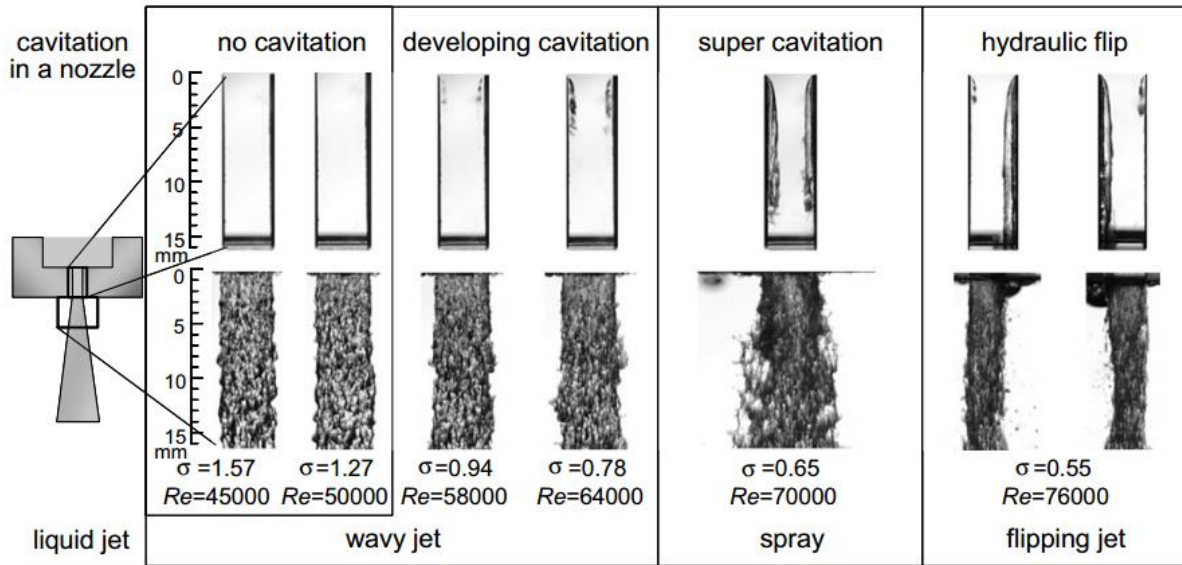 cavitation in a nozzle
no cavitation
developing cavitation
super cavitation
hydraulic flip
0
5
10
15
mm
0
5
10
15
mm
σ=1.57
Re=45000
σ=1.27
Re=50000
σ=0.94
Re=58000
σ=0.78
Re=64000
σ=0.65
Re=70000
σ=0.55
Re=76000
liquid jet
wavy jet
spray
flipping jet